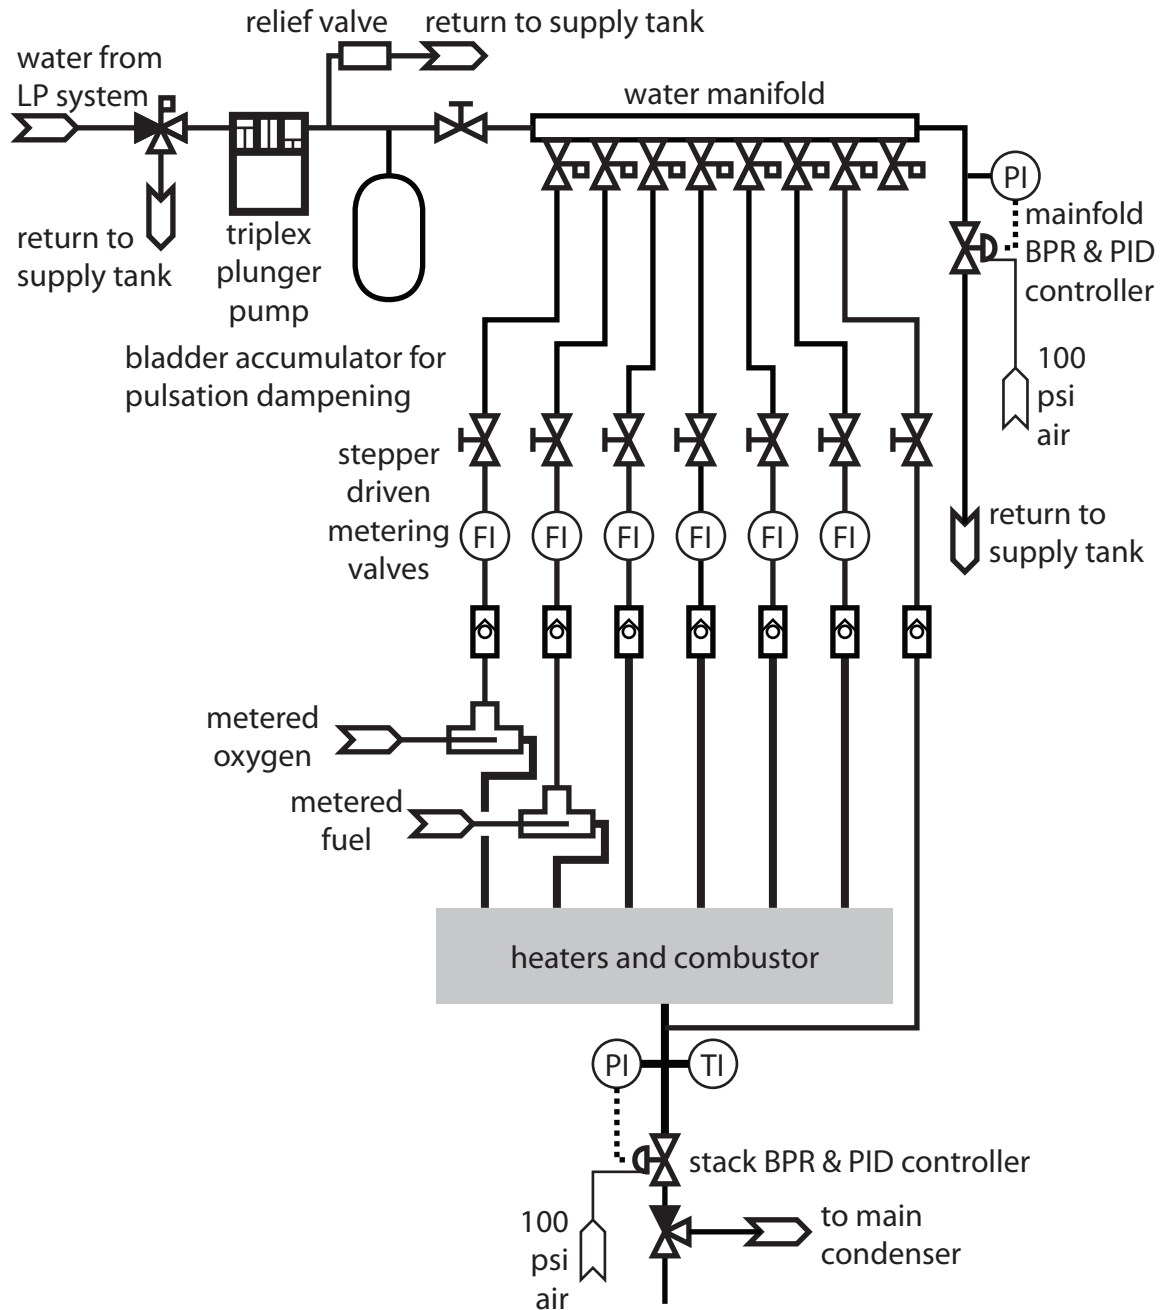 relief valve
return to supply tank
water from
LP system
water manifold
PI
mainfold
BPR & PID
controller
return to
supply tank
triplex
plunger
pump
bladder accumulator for
pulsation dampening
100
psi
air
stepper
driven
metering
valves
FI
FI
FI
FI
FI
FI
return to
supply tank
metered
oxygen
metered
fuel
heaters and combustor
PI
TI
stack BPR & PID controller
100
psi
air
to main
condenser